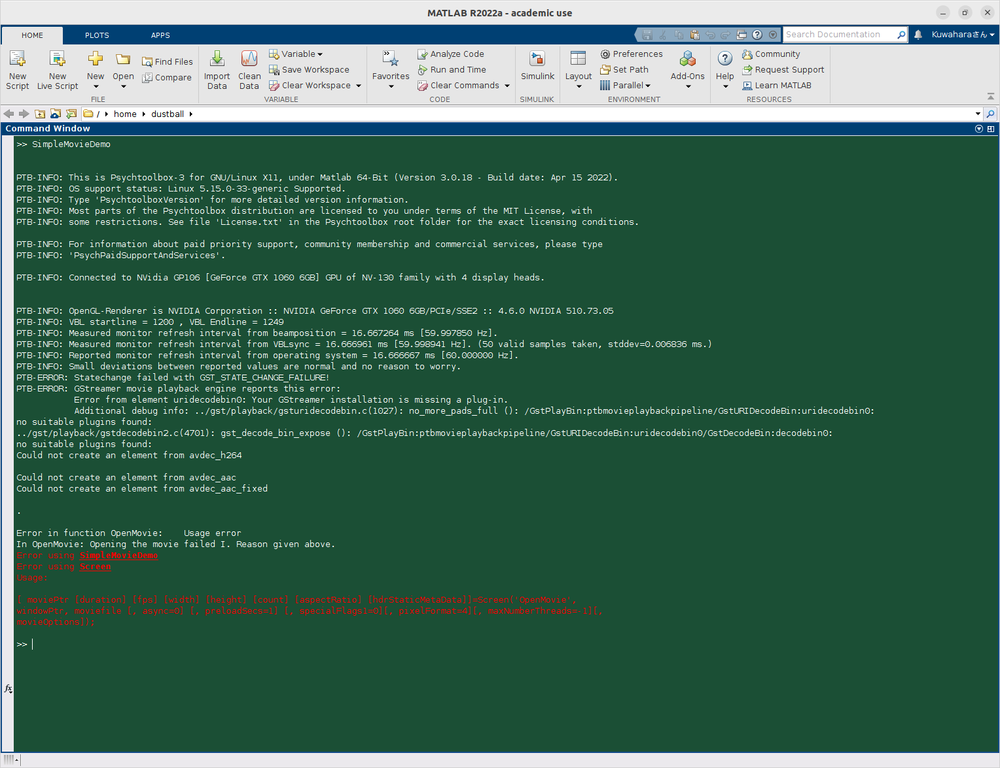 MATLAB R2022a - academic use
HOME PLOTS APPS
Search Documentation
Kuwaharaさん
New Script
New Live Script
New
Open
Find Files
Compare
Import Data
Clean Data
Variable
Save Workspace
Clear Workspace
Favorites
Analyze Code
Run and Time
Clear Commands
Simulink
Layout
Preferences
Set Path
Parallel
Add-Ons
Help
Community
Request Support
Learn MATLAB
FILE VARIABLE CODE SIMULINK ENVIRONMENT RESOURCES
/ home dustball
Command Window
>> SimpleMovieDemo
PTB-INFO: This is Psychtoolbox-3 for GNU/Linux X11, under Matlab 64-Bit (Version 3.0.18 - Build date: Apr 15 2022).
PTB-INFO: OS support status: Linux 5.15.0-33-generic Supported.
PTB-INFO: Type 'PsychtoolboxVersion' for more detailed version information.
PTB-INFO: Most parts of the Psychtoolbox distribution are licensed to you under terms of the MIT License, with
PTB-INFO: some restrictions. See file 'License.txt' in the Psychtoolbox root folder for the exact licensing conditions.
PTB-INFO: For information about paid priority support, community membership and commercial services, please type
PTB-INFO: 'PsychPaidSupportAndServices'.
PTB-INFO: Connected to NVidia GP106 [GeForce GTX 1060 6GB] GPU of NV-130 family with 4 display heads.
PTB-INFO: OpenGL-Renderer is NVIDIA Corporation :: NVIDIA GeForce GTX 1060 6GB/PCIe/SSE2 :: 4.6.0 NVIDIA 510.73.05
PTB-INFO: VBL startline = 1200 , VBL Endline = 1249
PTB-INFO: Measured monitor refresh interval from beamposition = 16.667264 ms [59.997850 Hz].
PTB-INFO: Measured monitor refresh interval from VBLsync = 16.666961 ms [59.998941 Hz]. (50 valid samples taken, stddev=0.006836 ms.)
PTB-INFO: Reported monitor refresh interval from operating system = 16.666667 ms [60.000000 Hz].
PTB-INFO: Small deviations between reported values are normal and no reason to worry.
PTB-ERROR: Statechange failed with GST_STATE_CHANGE_FAILURE!
PTB-ERROR: GStreamer movie playback engine reports this error:
Error from element uridecodebin0: Your GStreamer installation is missing a plug-in.
Additional debug info: ../gst/playback/gsturidecodebin.c(1027): no_more_pads_full (): /GstPlayBin:ptbmovieplaybackpipeline/GstURIDecodeBin:uridecodebin0:
no suitable plugins found:
../gst/playback/gstdecodebin2.c(4701): gst_decode_bin_expose (): /GstPlayBin:ptbmovieplaybackpipeline/GstURIDecodeBin:uridecodebin0/GstDecodeBin:decodebin0:
no suitable plugins found:
Could not create an element from avdec_h264
Could not create an element from avdec_aac
Could not create an element from avdec_aac_fixed
.
Error in function OpenMovie: Usage error
In OpenMovie: Opening the movie failed I. Reason given above.
Error using SimpleMovieDemo
Error using Screen
Usage:
[ moviePtr [duration] [fps] [width] [height] [count] [aspectRatio] [hdrStaticMetaData]]=Screen('OpenMovie',
windowPtr, moviefile [, async=0] [, preloadSecs=1] [, specialFlags1=0][, pixelFormat=4][, maxNumberThreads=-1][,
movieOptions]);
>>
fx